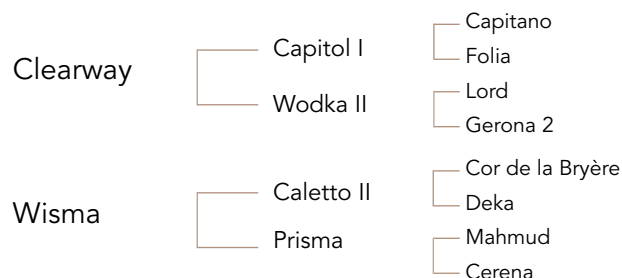 Clearway
Capitol I
Capitano
Folia
Wodka II
Lord
Gerona 2
Wisma
Caletto II
Cor de la Bryère
Deka
Prisma
Mahmud
Cerena